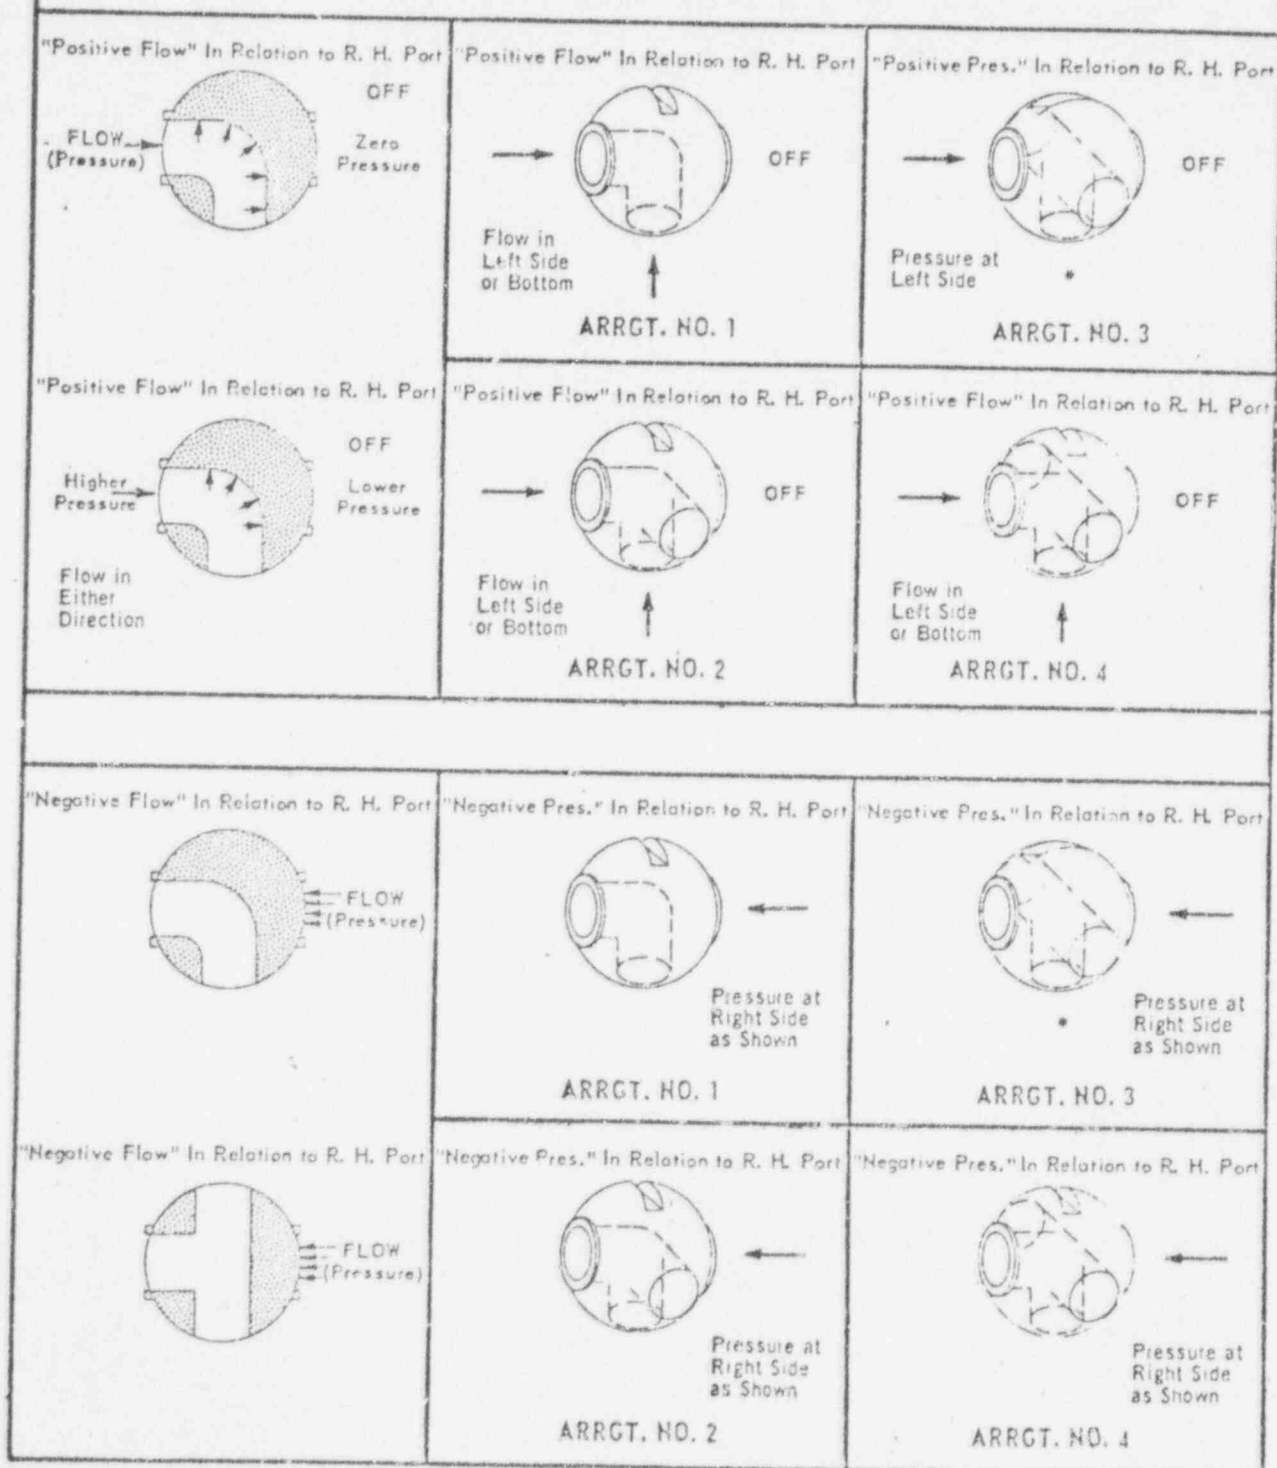 "Positive Flow" In Relation to R. H. Port
OFF
FLOW
(Pressure)
Zero
Pressure
"Positive Flow" In Relation to R. H. Port
OFF
Flow in
Left Side
or Bottom
ARRGT. NO. 1
"Positive Pres." In Relation to R. H. Port
OFF
Pressure at
Left Side
*
ARRGT. NO. 3
"Positive Flow" In Relation to R. H. Port
OFF
Higher
Pressure
Lower
Pressure
Flow in
Either
Direction
"Positive Flow" In Relation to R. H. Port
OFF
Flow in
Left Side
or Bottom
ARRGT. NO. 2
"Positive Flow" In Relation to R. H. Port
OFF
Flow in
Left Side
or Bottom
ARRGT. NO. 4
"Negative Flow" In Relation to R. H. Port
FLOW
(Pressure)
"Negative Pres." In Relation to R. H. Port
Pressure at
Right Side
as Shown
ARRGT. NO. 1
"Negative Pres." In Relation to R. H. Port
Pressure at
Right Side
as Shown
*
ARRGT. NO. 3
"Negative Flow" In Relation to R. H. Port
FLOW
(Pressure)
"Negative Pres." In Relation to R. H. Port
Pressure at
Right Side
as Shown
ARRGT. NO. 2
"Negative Pres." In Relation to R. H. Port
Pressure at
Right Side
as Shown
ARRGT. NO. 4